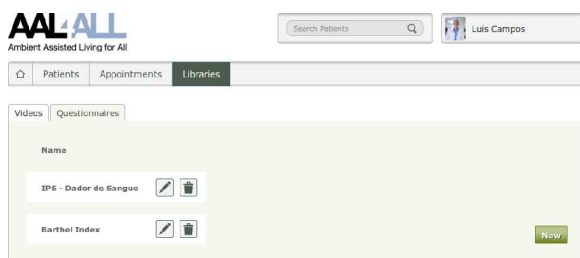 AAL4ALL
Ambient Assisted Living for All
Search Patients
Luis Campos
Patients Appointments Libraries
Videos Questionnaires
Name
IPS - Dador de Sangue
Barthel Index
New